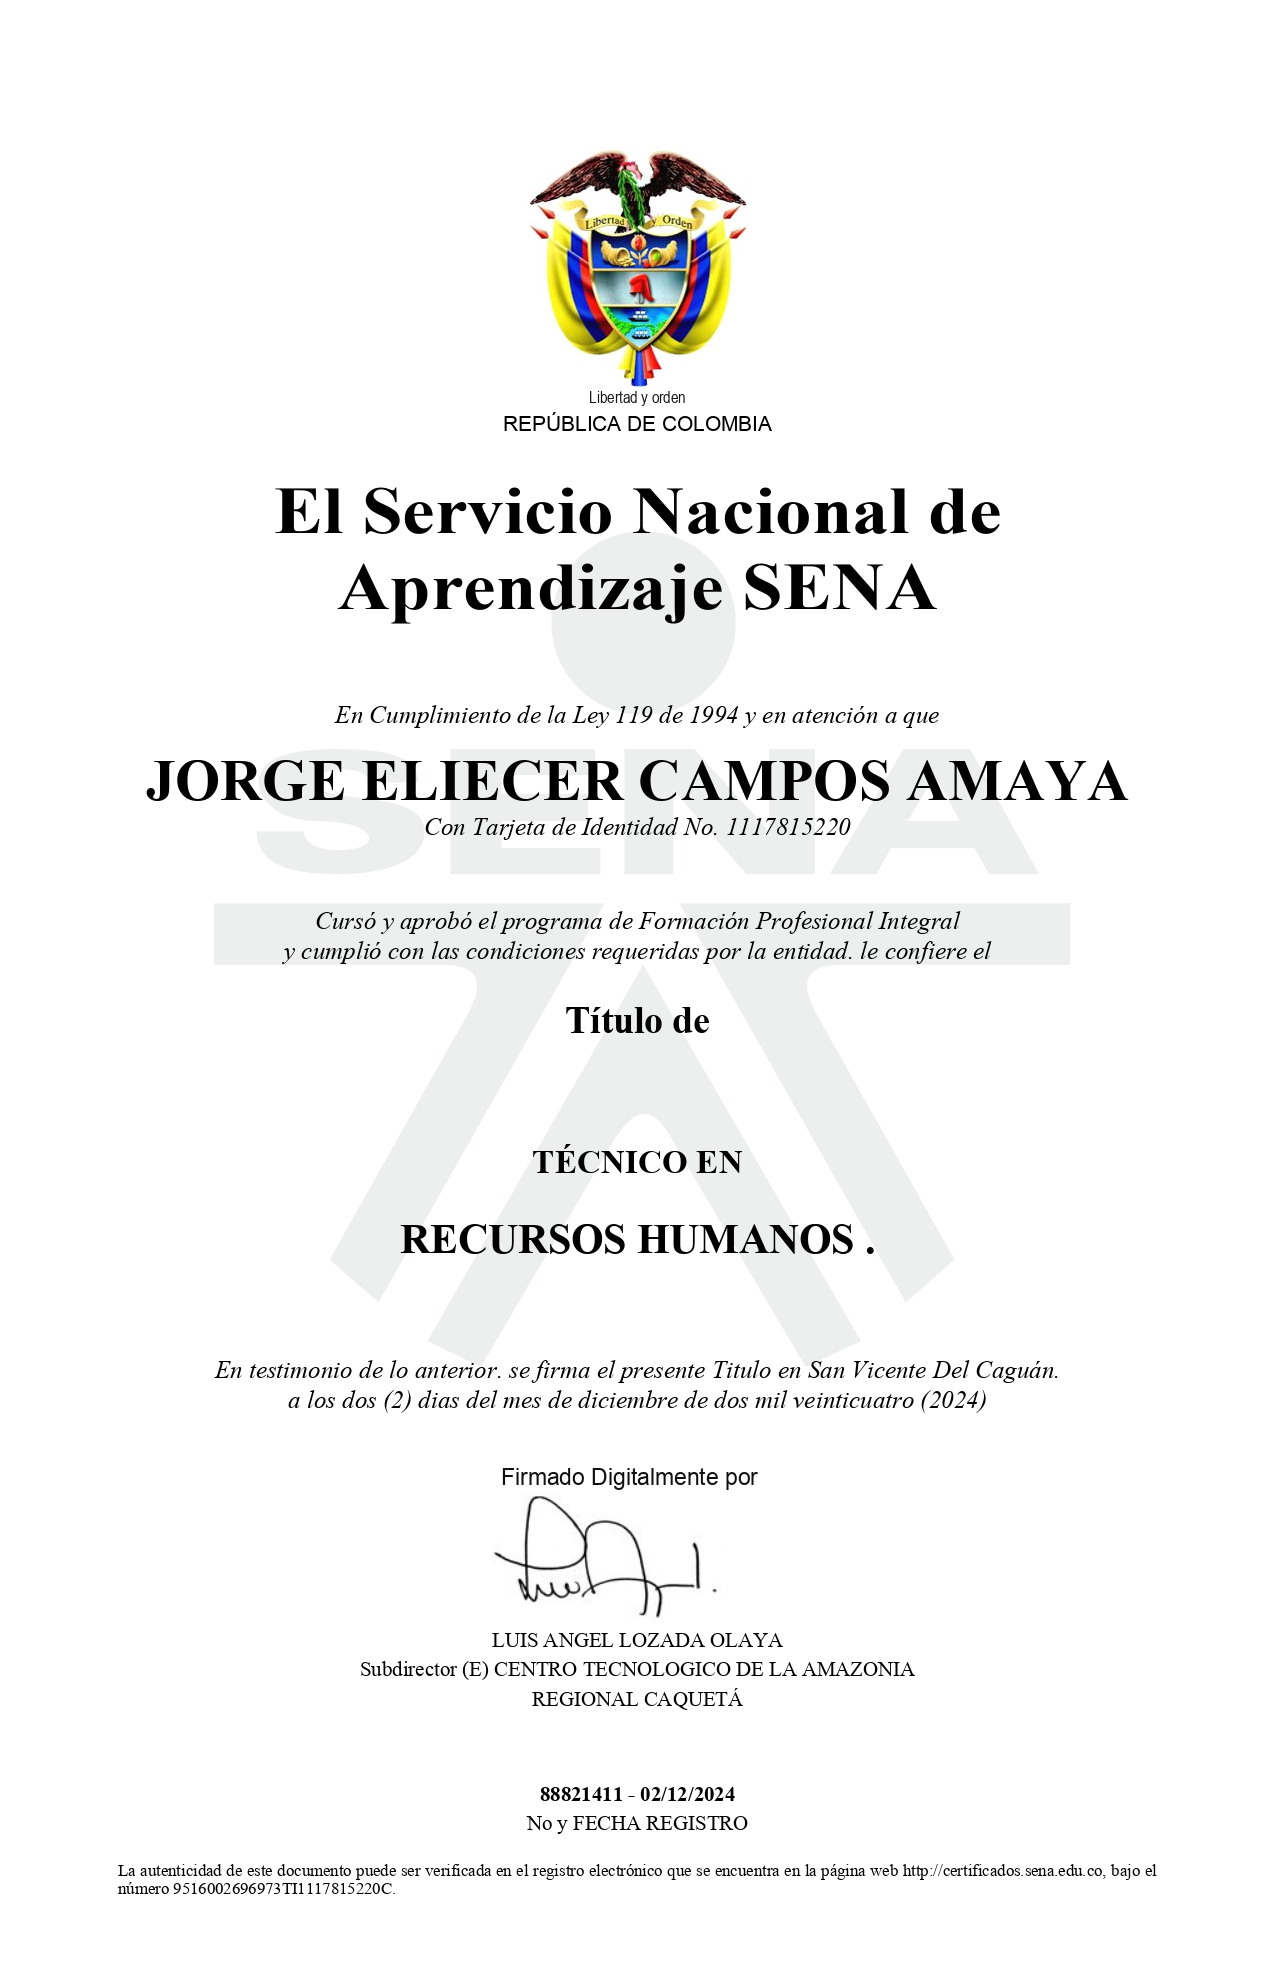 Libertad y Orden
Libertad y orden
REPÚBLICA DE COLOMBIA
El Servicio Nacional de
Aprendizaje SENA
En Cumplimiento de la Ley 119 de 1994 y en atención a que
SENA
JORGE ELIECER CAMPOS AMAYA
Con Tarjeta de Identidad No. 1117815220
Cursó y aprobó el programa de Formación Profesional Integral
y cumplió con las condiciones requeridas por la entidad. le confiere el
Título de
TÉCNICO EN
RECURSOS HUMANOS .
En testimonio de lo anterior. se firma el presente Titulo en San Vicente Del Caguán.
a los dos (2) dias del mes de diciembre de dos mil veinticuatro (2024)
Firmado Digitalmente por
LUIS ANGEL LOZADA OLAYA
Subdirector (E) CENTRO TECNOLOGICO DE LA AMAZONIA
REGIONAL CAQUETÁ
88821411 - 02/12/2024
No y FECHA REGISTRO
La autenticidad de este documento puede ser verificada en el registro electrónico que se encuentra en la página web http://certificados.sena.edu.co, bajo el
número 9516002696973TI1117815220C.